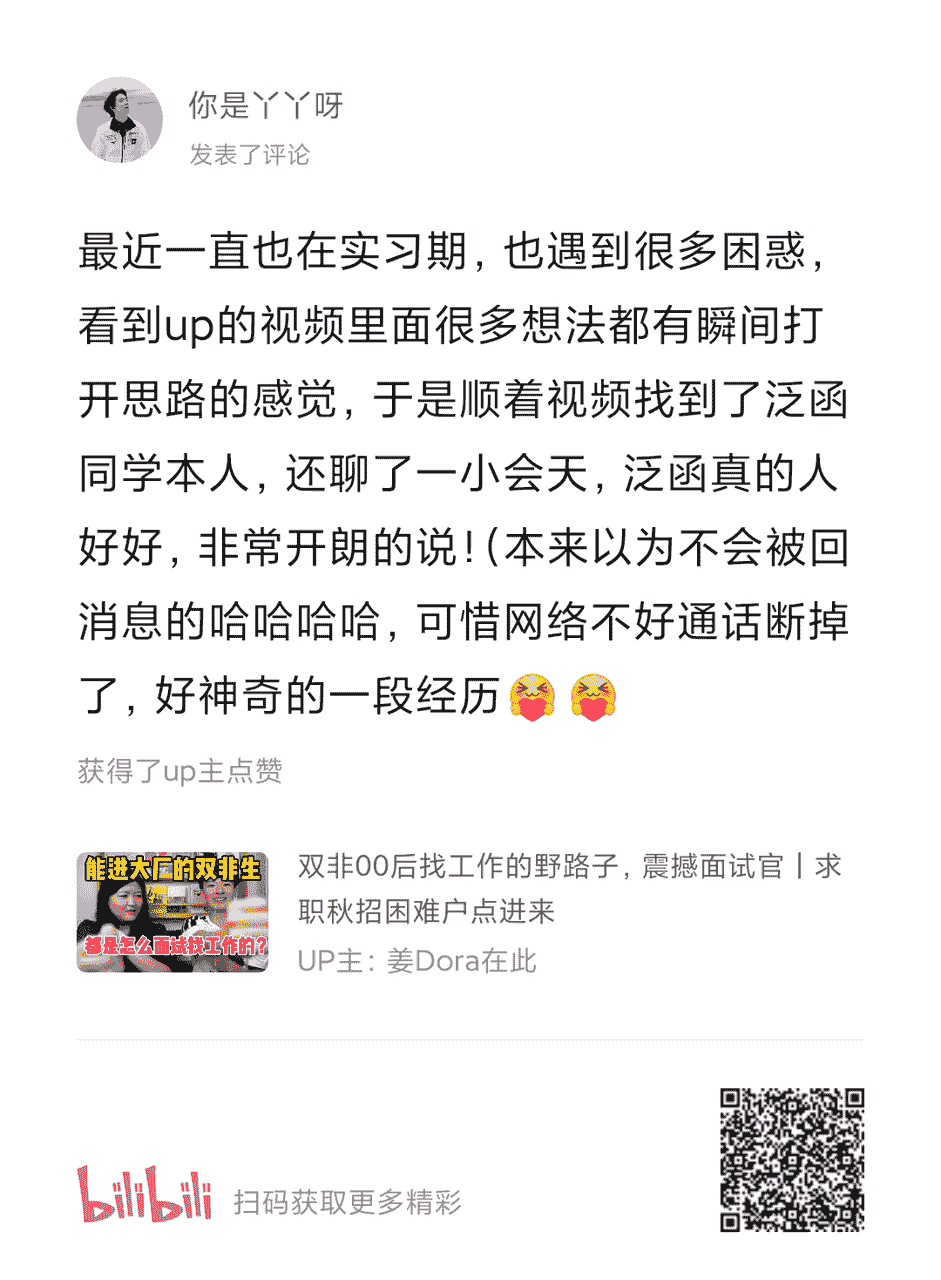 你是丫丫呀
发表了评论
最近一直也在实习期，也遇到很多困惑，
看到up的视频里面很多想法都有瞬间打
开思路的感觉，于是顺着视频找到了泛函
同学本人，还聊了一小会天，泛函真的人
好好，非常开朗的说！（本来以为不会被回
消息的哈哈哈哈，可惜网络不好通话断掉
了，好神奇的一段经历
获得了up主点赞
能进大厂的双非生
都是怎么面试找工作的？
双非00后找工作的野路子，震撼面试官｜求
职秋招困难户点进来
UP主：姜Dora在此
bilibili
扫码获取更多精彩